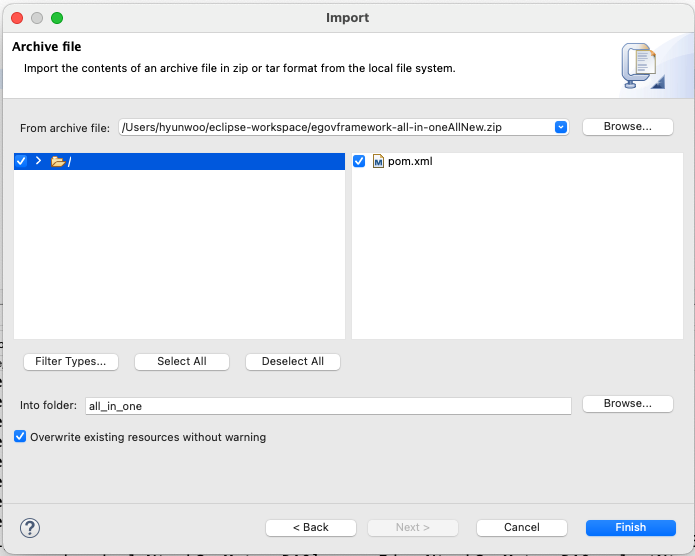 Import
Archive file
Import the contents of an archive file in zip or tar format from the local file system.
From archive file: /Users/hyunwoo/eclipse-workspace/egovframework-all-in-oneAllNew.zip Browse...
/ pom.xml
Filter Types... Select All Deselect All
Into folder: all_in_one Browse...
Overwrite existing resources without warning
? < Back Next > Cancel Finish